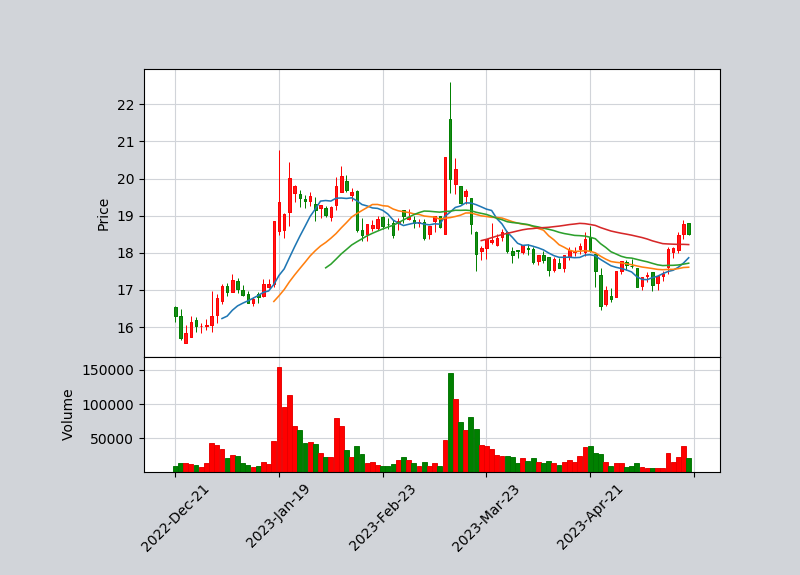 22
21
20
19
18
17
16
Price
150000
100000
50000
Volume
2022-Dec-21
2023-Jan-19
2023-Feb-23
2023-Mar-23
2023-Apr-21